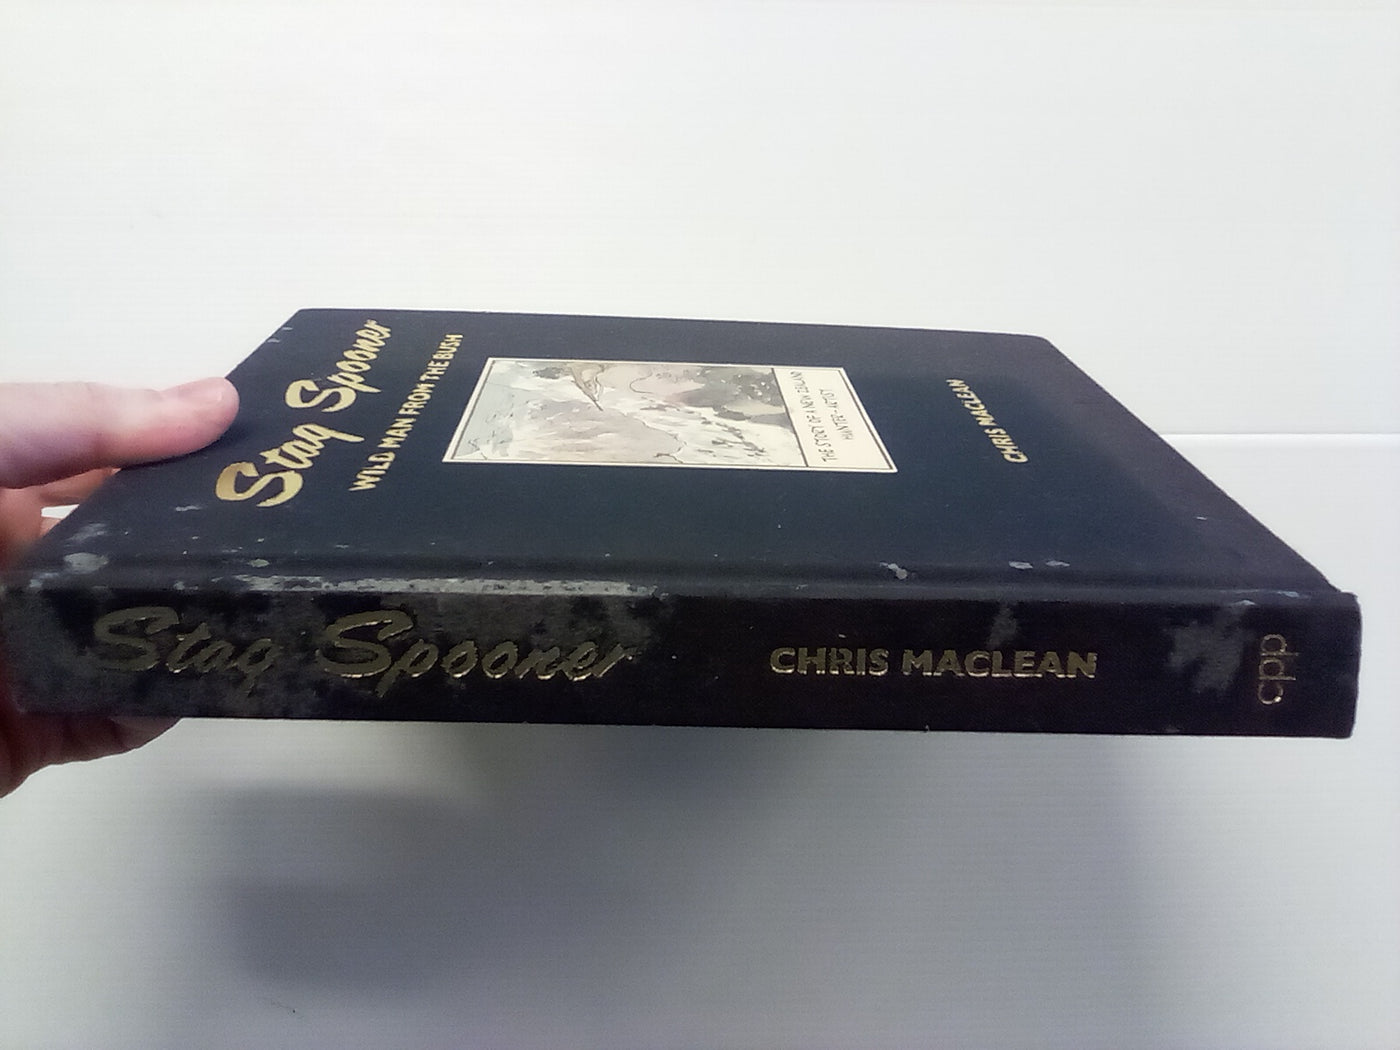 Stag Spooner
WILD MAN FROM THE BUSH
THE STORY OF A NEW ZEALAND
HUNTER-ARTIST
CHRIS MACLEAN
Stag Spooner
CHRIS MACLEAN
cpp